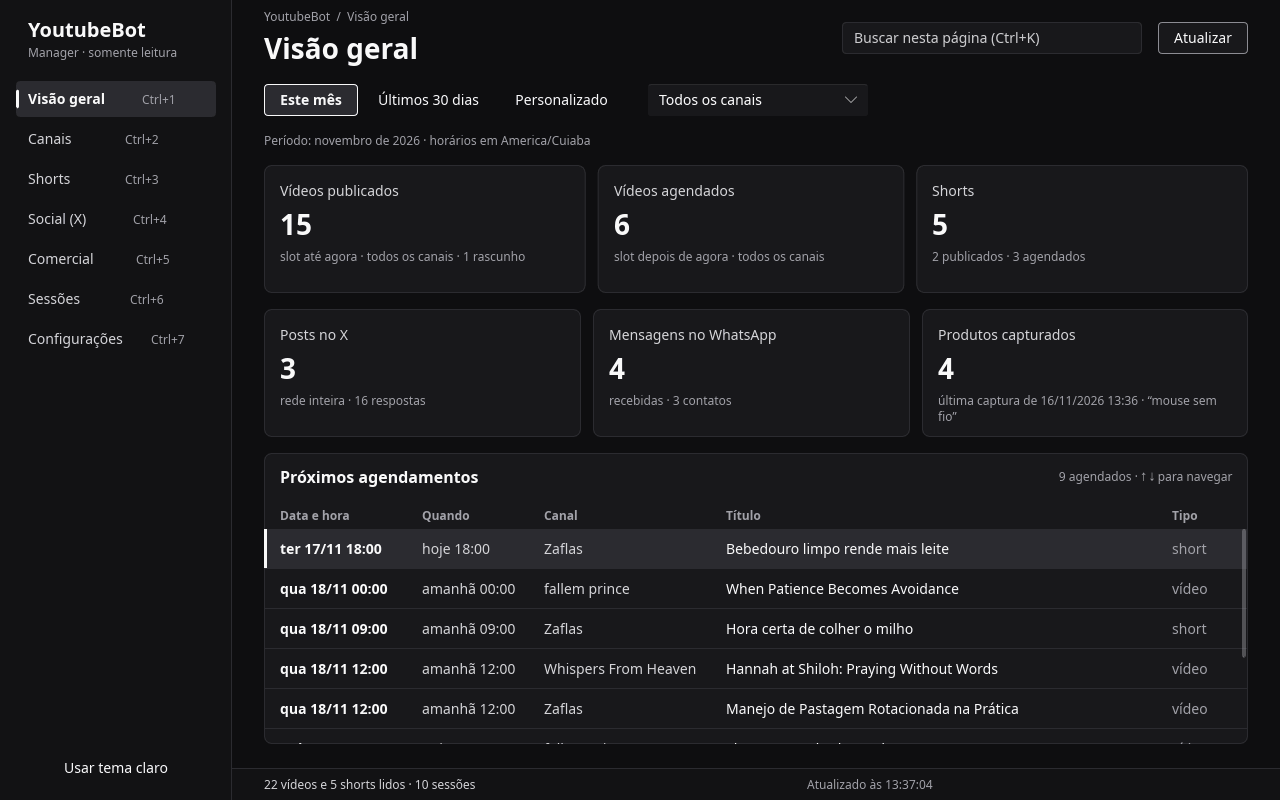 YoutubeBot
Manager · somente leitura
Visão geral Ctrl+1
Canais Ctrl+2
Shorts Ctrl+3
Social (X) Ctrl+4
Comercial Ctrl+5
Sessões Ctrl+6
Configurações Ctrl+7
Usar tema claro
YoutubeBot / Visão geral
Visão geral
Buscar nesta página (Ctrl+K)
Atualizar
Este mês Últimos 30 dias Personalizado Todos os canais
Período: novembro de 2026 · horários em America/Cuiaba
Vídeos publicados
15
slot até agora · todos os canais · 1 rascunho
Vídeos agendados
6
slot depois de agora · todos os canais
Shorts
5
2 publicados · 3 agendados
Posts no X
3
rede inteira · 16 respostas
Mensagens no WhatsApp
4
recebidas · 3 contatos
Produtos capturados
4
última captura de 16/11/2026 13:36 · “mouse sem
fio”
Próximos agendamentos
9 agendados · ↑ ↓ para navegar
Data e hora Quando Canal Título Tipo
ter 17/11 18:00 hoje 18:00 Zaflas Bebedouro limpo rende mais leite short
qua 18/11 00:00 amanhã 00:00 fallem prince When Patience Becomes Avoidance vídeo
qua 18/11 09:00 amanhã 09:00 Zaflas Hora certa de colher o milho short
qua 18/11 12:00 amanhã 12:00 Whispers From Heaven Hannah at Shiloh: Praying Without Words vídeo
qua 18/11 12:00 amanhã 12:00 Zaflas Manejo de Pastagem Rotacionada na Prática vídeo
22 vídeos e 5 shorts lidos · 10 sessões
Atualizado às 13:37:04